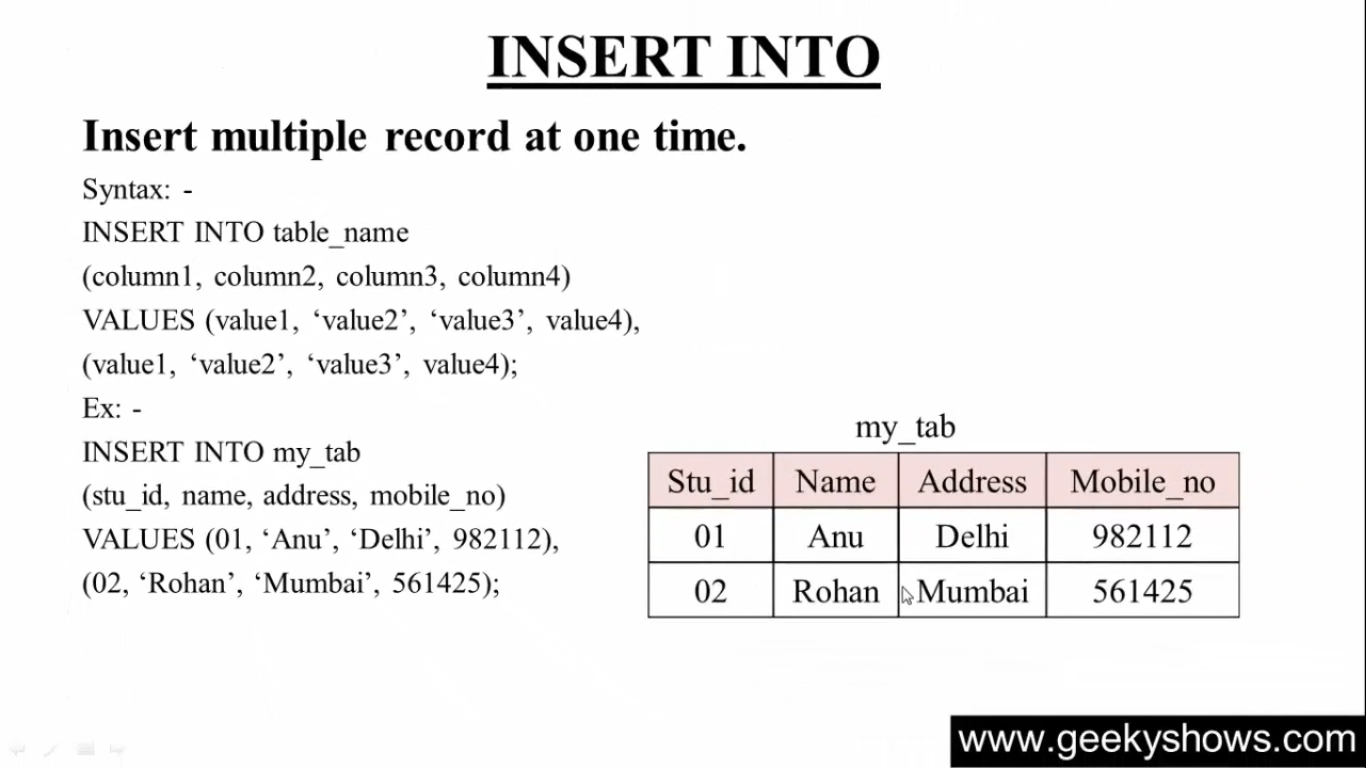 INSERT INTO
Insert multiple record at one time.
Syntax: -
INSERT INTO table_name
(column1, column2, column3, column4)
VALUES (value1, ‘value2’, ‘value3’, value4),
(value1, ‘value2’, ‘value3’, value4);
Ex: -
INSERT INTO my_tab
(stu_id, name, address, mobile_no)
VALUES (01, ‘Anu’, ‘Delhi’, 982112),
(02, ‘Rohan’, ‘Mumbai’, 561425);
my_tab
Stu_id Name Address Mobile_no
01 Anu Delhi 982112
02 Rohan Mumbai 561425
www.geekyshows.com